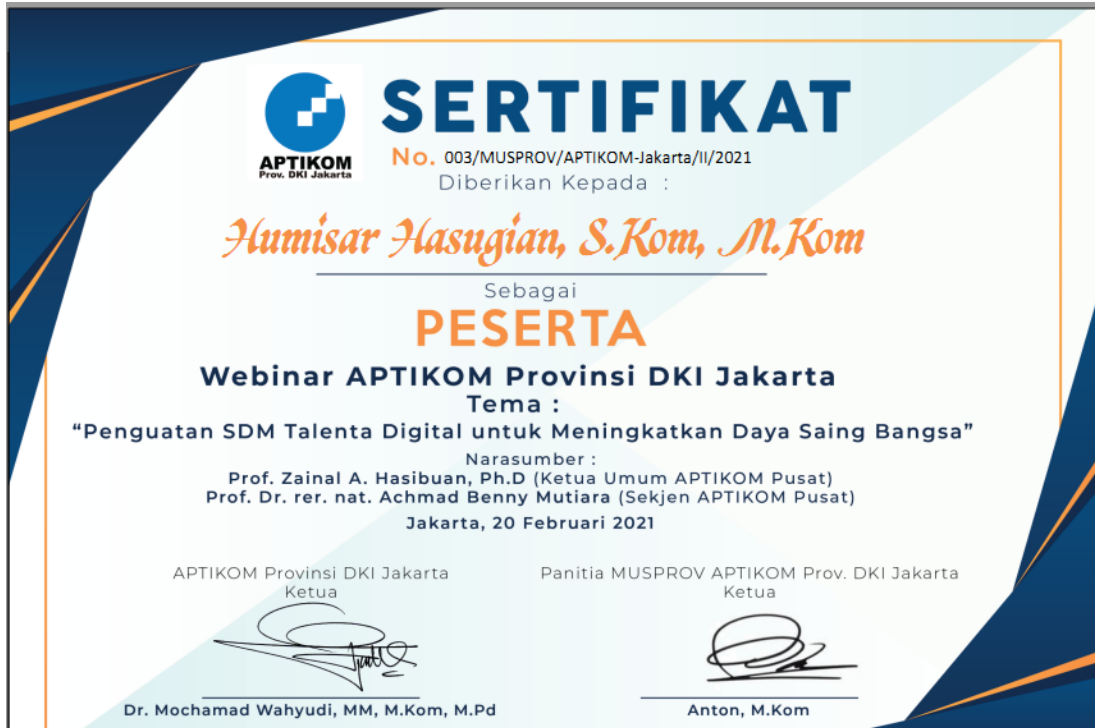 SERTIFIKAT
APTIKOM
Prov. DKI Jakarta
No. 003/MUSPROV/APTIKOM-Jakarta/II/2021
Diberikan Kepada :
Humisar Hasugian, S.Kom, M.Kom
Sebagai
PESERTA
Webinar APTIKOM Provinsi DKI Jakarta
Tema :
“Penguatan SDM Talenta Digital untuk Meningkatkan Daya Saing Bangsa”
Narasumber :
Prof. Zainal A. Hasibuan, Ph.D (Ketua Umum APTIKOM Pusat)
Prof. Dr. rer. nat. Achmad Benny Mutiara (Sekjen APTIKOM Pusat)
Jakarta, 20 Februari 2021
APTIKOM Provinsi DKI Jakarta
Ketua
Dr. Mochamad Wahyudi, MM, M.Kom, M.Pd
Panitia MUSPROV APTIKOM Prov. DKI Jakarta
Ketua
Anton, M.Kom